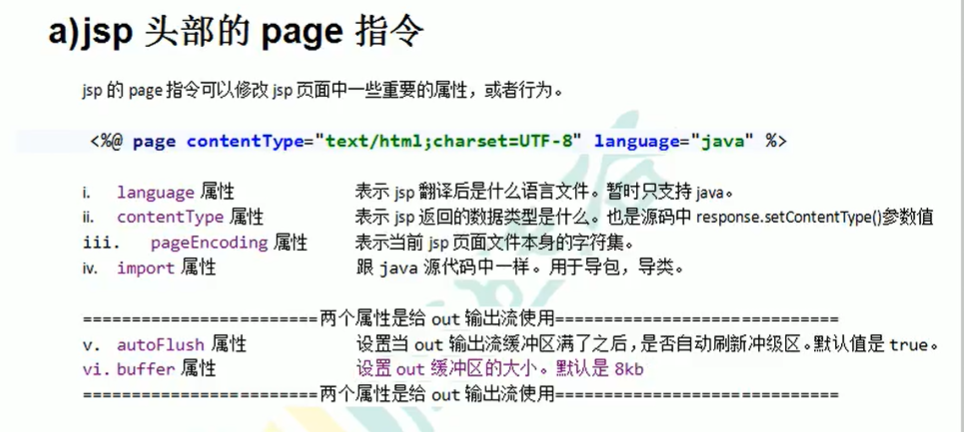 a)jsp 头部的 page 指令
jsp 的 page 指令可以修改 jsp 页面中一些重要的属性，或者行为。
<%@ page contentType="text/html;charset=UTF-8" language="java" %>
i. language 属性 表示 jsp 翻译后是什么语言文件。暂时只支持 java。
ii. contentType 属性 表示 jsp 返回的数据类型是什么。也是源码中 response.setContentType()参数值
iii. pageEncoding 属性 表示当前 jsp 页面文件本身的字符集。
iv. import 属性 跟 java 源代码中一样。用于导包，导类。
========================两个属性是给 out 输出流使用=============================
v. autoFlush 属性 设置当 out 输出流缓冲区满了之后，是否自动刷新冲级区。默认值是 true。
vi. buffer 属性 设置 out 缓冲区的大小。默认是 8kb
========================两个属性是给 out 输出流使用=============================